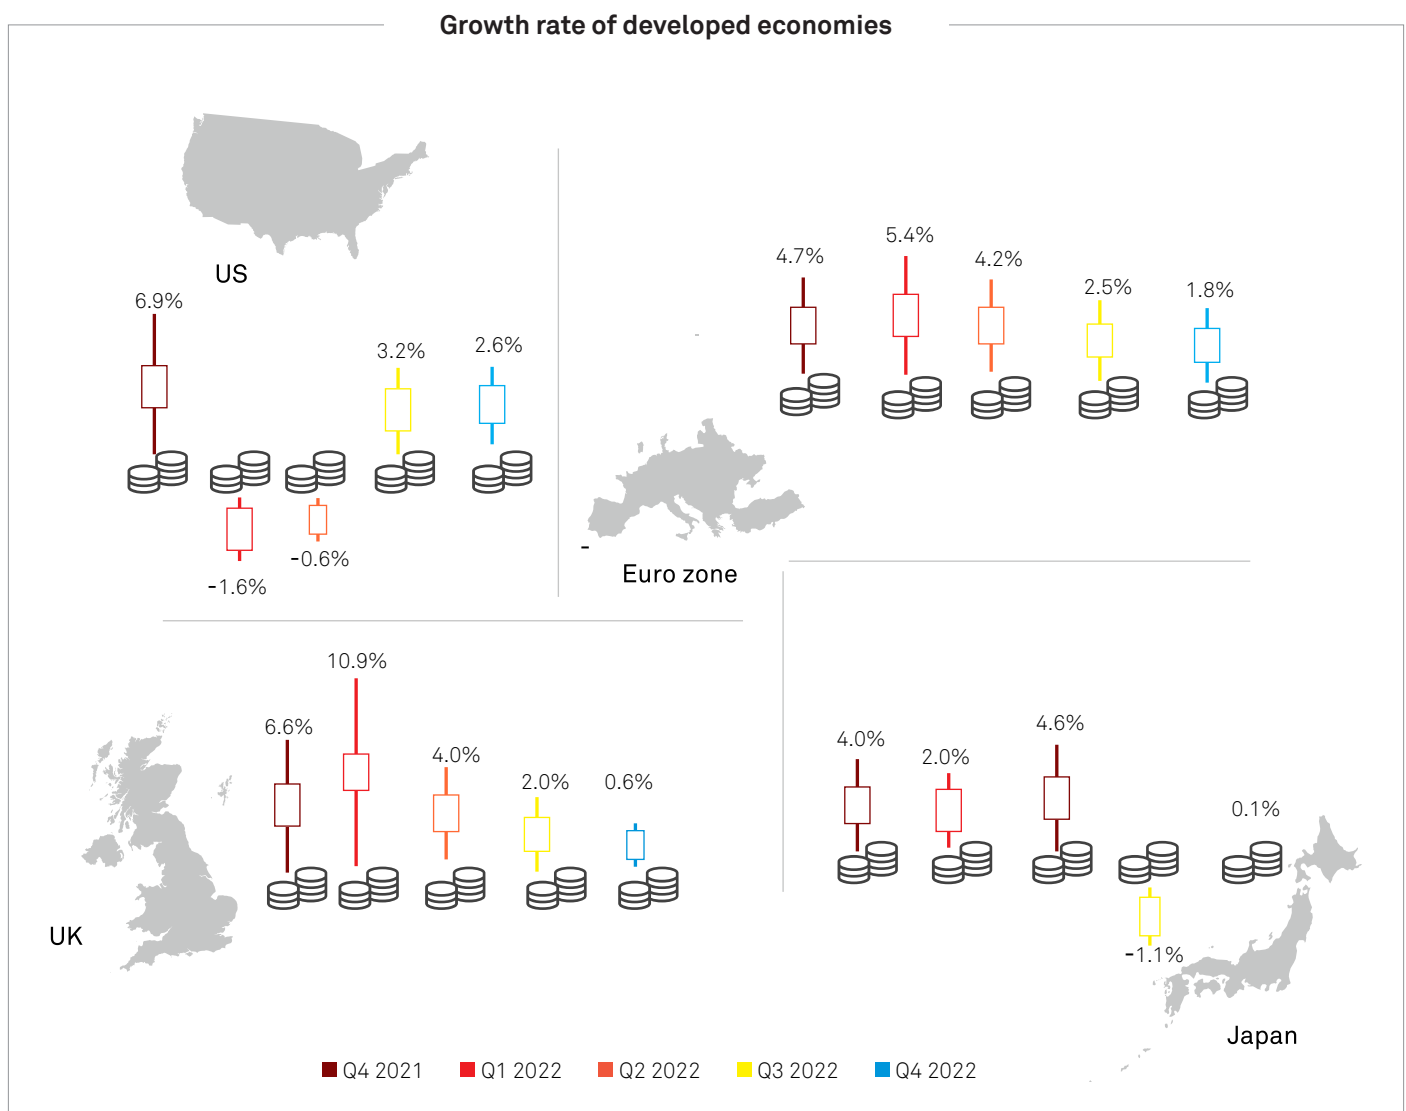 Growth rate of developed economies
US
6.9%
-1.6%
-0.6%
3.2%
2.6%
4.7%
5.4%
4.2%
2.5%
1.8%
Euro zone
6.6%
10.9%
4.0%
2.0%
0.6%
UK
4.0%
2.0%
4.6%
-1.1%
0.1%
Japan
Q4 2021
Q1 2022
Q2 2022
Q3 2022
Q4 2022